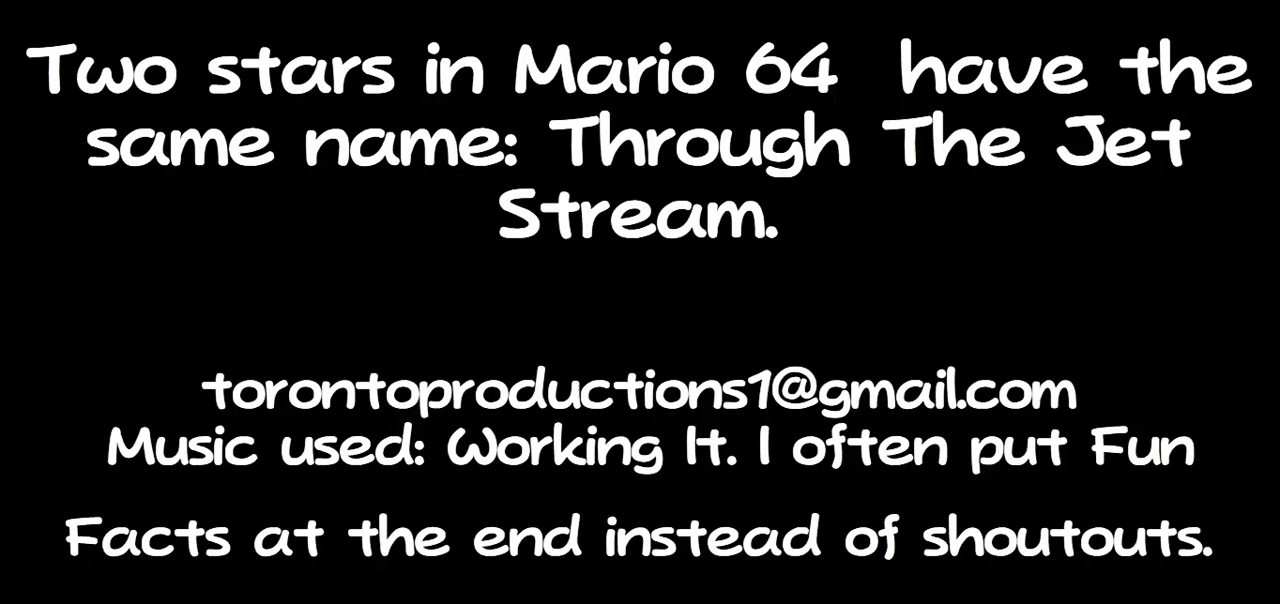 Two stars in Mario 64 have the
same name: Through The Jet
Stream.
torontoproductions1@gmail.com
Music used: Working It. I often put Fun
Facts at the end instead of shoutouts.